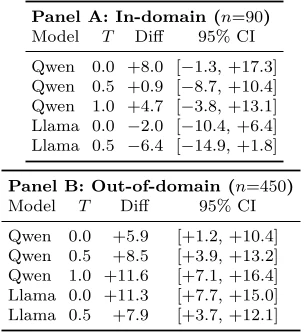 Panel A: In-domain (n=90)
Model T Diff 95% CI
Qwen 0.0 +8.0 [−1.3, +17.3]
Qwen 0.5 +0.9 [−8.7, +10.4]
Qwen 1.0 +4.7 [−3.8, +13.1]
Llama 0.0 −2.0 [−10.4, +6.4]
Llama 0.5 −6.4 [−14.9, +1.8]
Panel B: Out-of-domain (n=450)
Model T Diff 95% CI
Qwen 0.0 +5.9 [+1.2, +10.4]
Qwen 0.5 +8.5 [+3.9, +13.2]
Qwen 1.0 +11.6 [+7.1, +16.4]
Llama 0.0 +11.3 [+7.7, +15.0]
Llama 0.5 +7.9 [+3.7, +12.1]